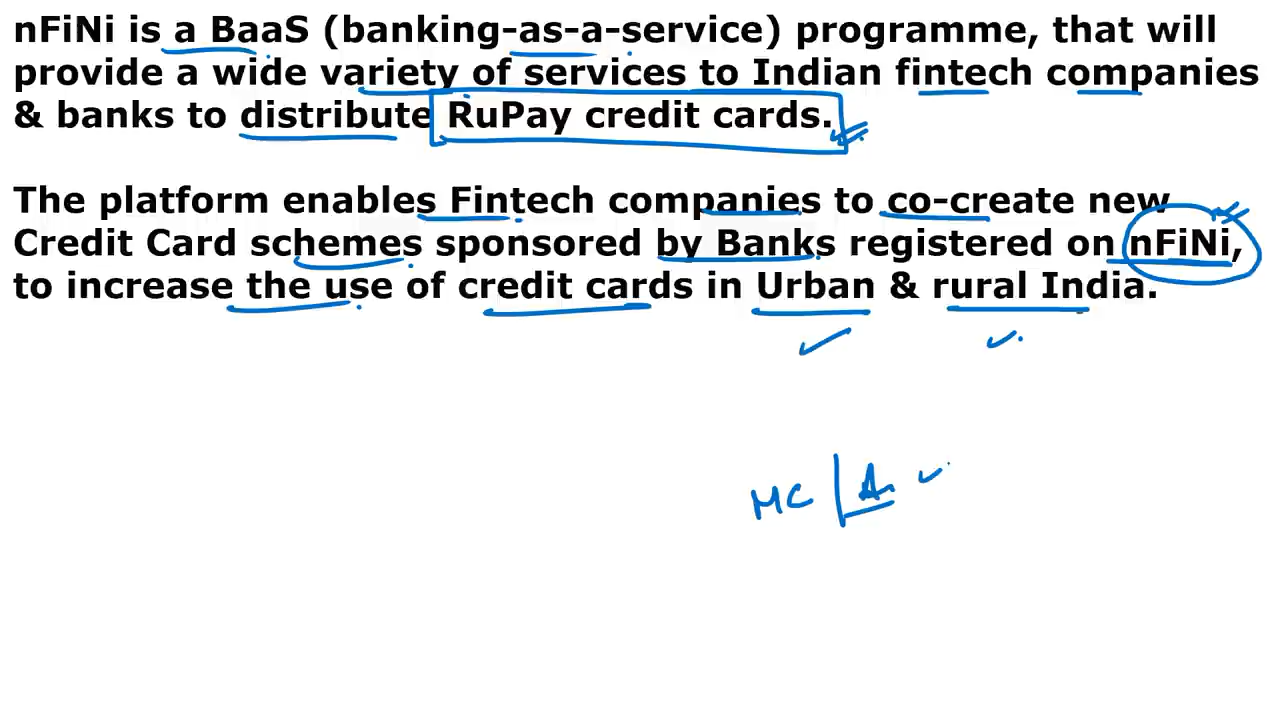 nFiNi is a BaaS (banking-as-a-service) programme, that will
provide a wide variety of services to Indian fintech companies
& banks to distribute RuPay credit cards.
The platform enables Fintech companies to co-create new
Credit Card schemes sponsored by Banks registered on nFiNi,
to increase the use of credit cards in Urban & rural India.
MC